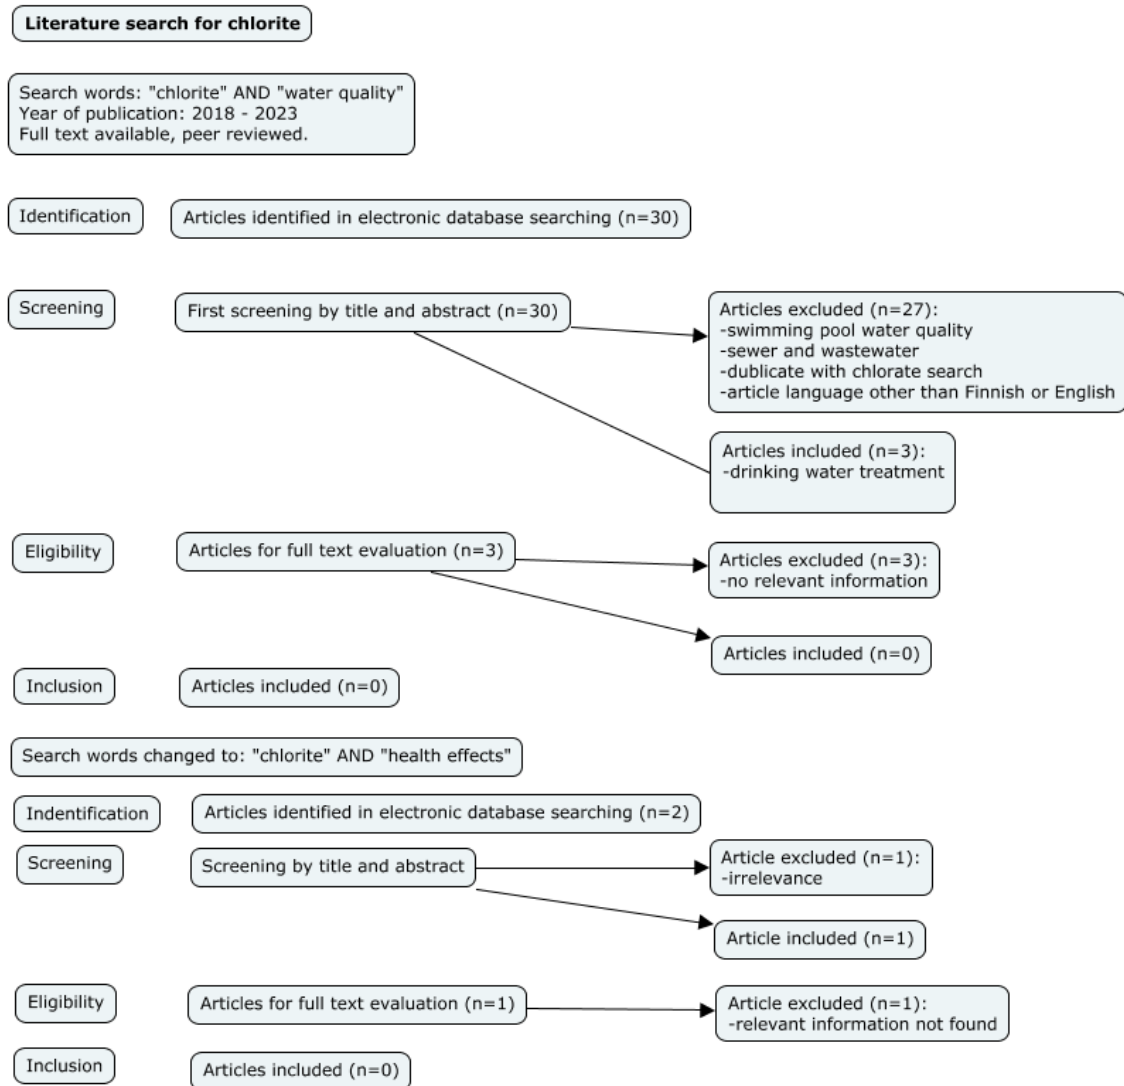 Literature search for chlorite
Search words: "chlorite" AND "water quality"
Year of publication: 2018 - 2023
Full text available, peer reviewed.
Identification
Articles identified in electronic database searching (n=30)
Screening
First screening by title and abstract (n=30)
Articles excluded (n=27):
-swimming pool water quality
-sewer and wastewater
-dublicate with chlorate search
-article language other than Finnish or English
Articles included (n=3):
-drinking water treatment
Eligibility
Articles for full text evaluation (n=3)
Articles excluded (n=3):
-no relevant information
Articles included (n=0)
Inclusion
Articles included (n=0)
Search words changed to: "chlorite" AND "health effects"
Indentification
Articles identified in electronic database searching (n=2)
Screening
Screening by title and abstract
Article excluded (n=1):
-irrelevance
Article included (n=1)
Eligibility
Articles for full text evaluation (n=1)
Article excluded (n=1):
-relevant information not found
Inclusion
Articles included (n=0)